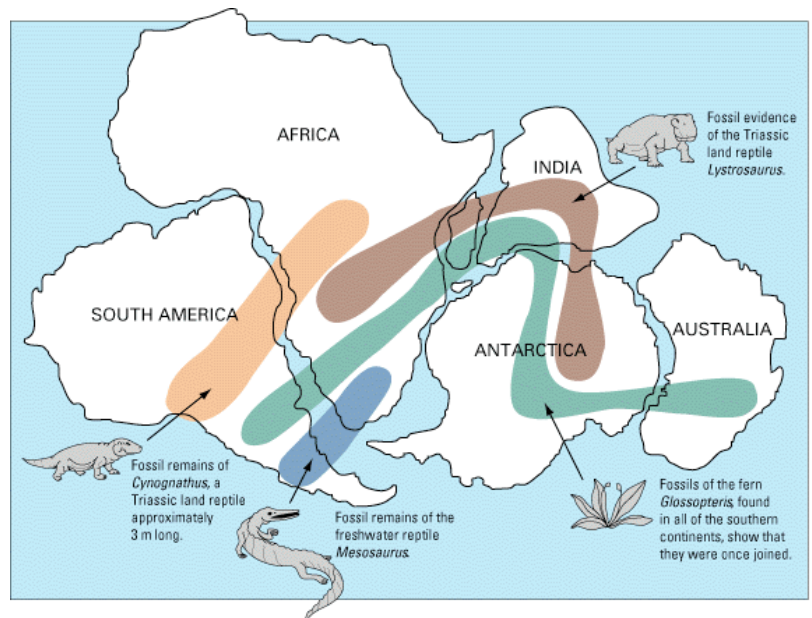 AFRICA
INDIA
Fossil evidence
of the Triassic
land reptile
Lystrosaurus.
SOUTH AMERICA
ANTARCTICA
AUSTRALIA
Fossil remains of
Cynognathus, a
Triassic land reptile
approximately
3 m long.
Fossil remains of the
freshwater reptile
Mesosaurus.
Fossils of the fern
Glossopteris, found
in all of the southern
continents, show that
they were once joined.